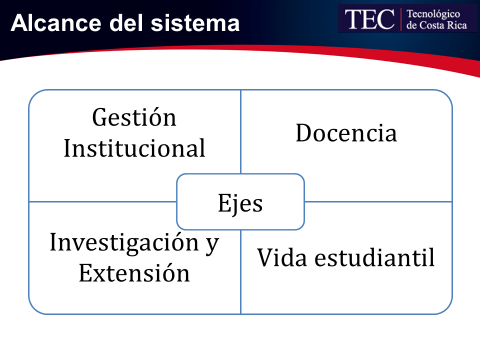 Alcance del sistema
TEC | Tecnológico
de Costa Rica
Gestión
Institucional
Docencia
Ejes
Investigación y
Extensión
Vida estudiantil